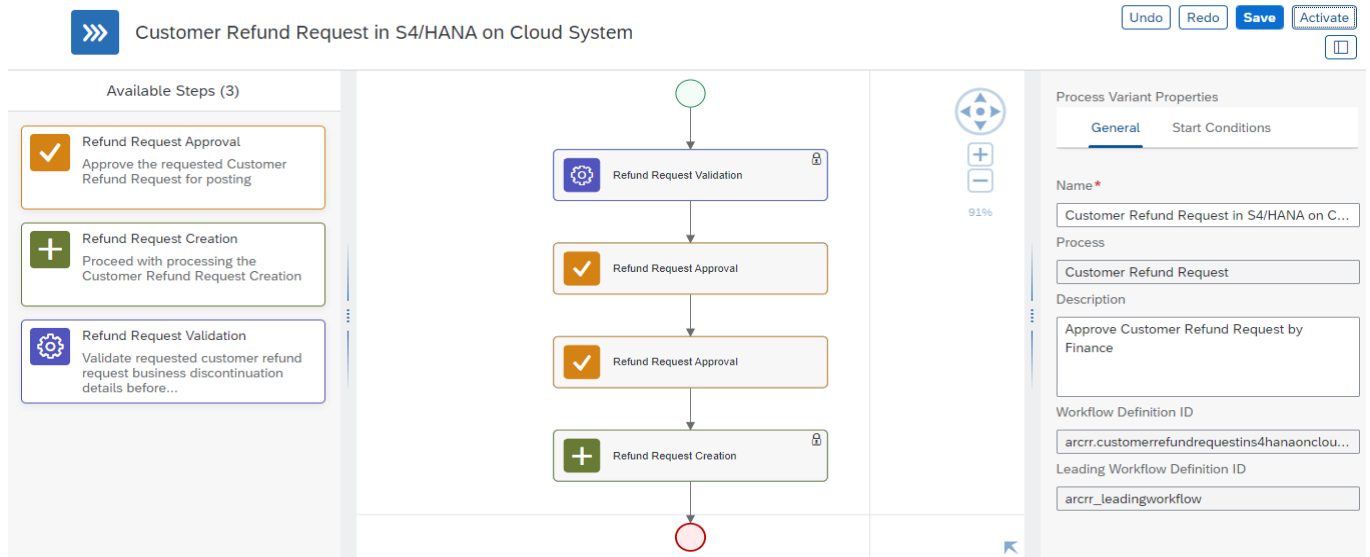 Customer Refund Request in S4/HANA on Cloud System
Undo
Redo
Save
Activate
Available Steps (3)
Refund Request Approval
Approve the requested Customer
Refund Request for posting
Refund Request Creation
Proceed with processing the
Customer Refund Request Creation
Refund Request Validation
Validate requested customer refund
request business discontinuation
details before...
Refund Request Validation
Refund Request Approval
Refund Request Approval
Refund Request Creation
91%
Process Variant Properties
General
Start Conditions
Name*
Customer Refund Request in S4/HANA on C...
Process
Customer Refund Request
Description
Approve Customer Refund Request by
Finance
Workflow Definition ID
arcrr.customerrefundrequestins4hanaonclou...
Leading Workflow Definition ID
arcrr_leadingworkflow